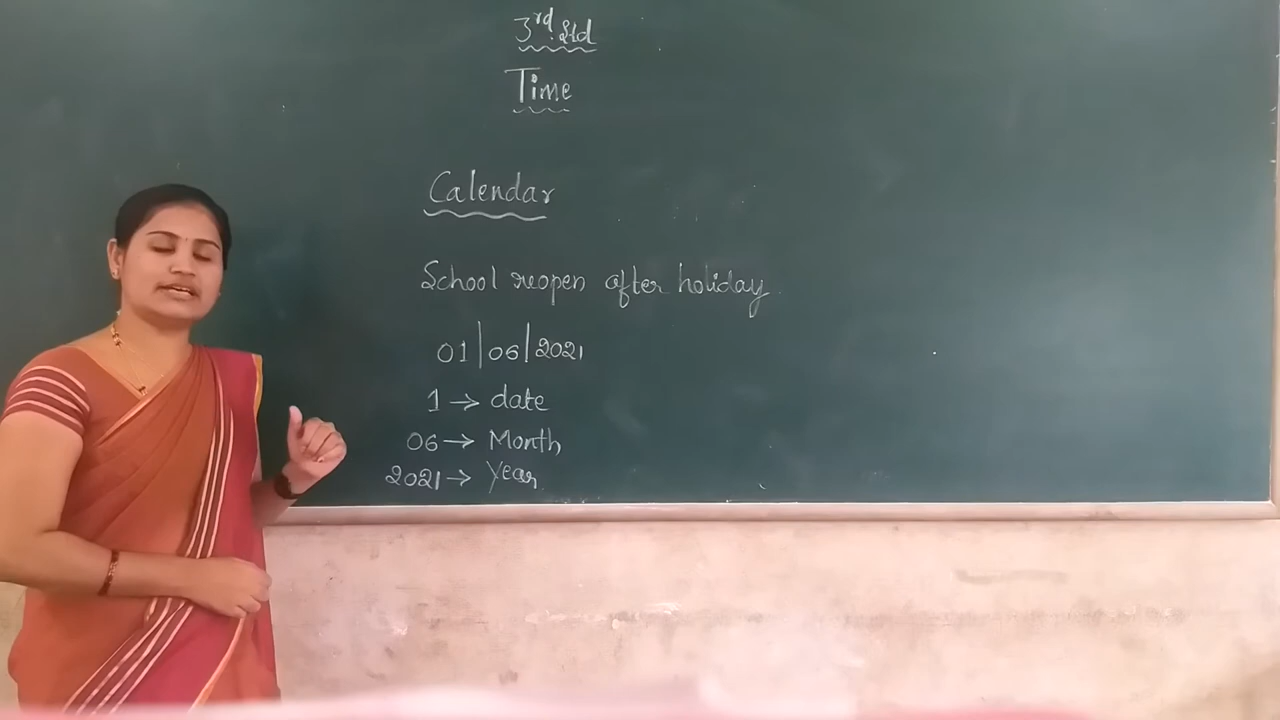 3rd. Std
Time
Calendar
School reopen after holiday.
01|06|2021
1 → date
06 → Month
2021 → Year